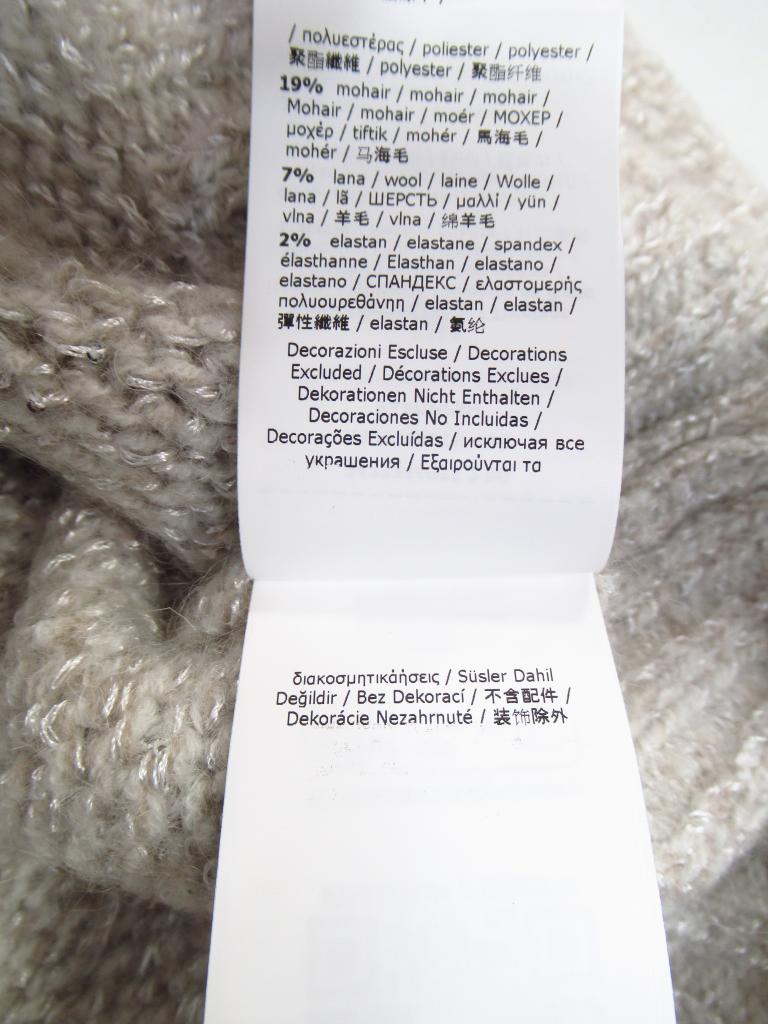 / πολυεστέρας / poliester / polyester /
聚酯纖維 / polyester / 聚酯纤维
19% mohair / mohair / mohair /
Mohair / mohair / moér / МОХЕР /
μοχέρ / tiftik / mohér / 馬海毛 /
mohér / 马海毛
7% lana / wool / laine / Wolle /
lana / lã / ШЕРСТЬ / μαλλί / yün /
vlna / 羊毛 / vlna / 绵羊毛
2% elastan / elastane / spandex /
élasthanne / Elasthan / elastano /
elastano / СПАНДЕКС / ελαστομερής
πολυουρεθάνηη / elastan / elastan /
彈性纖維 / elastan / 氨纶
Decorazioni Escluse / Decorations
Excluded / Décorations Exclues /
Dekorationen Nicht Enthalten /
Decoraciones No Incluidas /
Decorações Excluídas / исключая все
украшения / Εξαιρούνται τα
διακοσμητικάήσεις / Süsler Dahil
Değildir / Bez Dekorací / 不含配件 /
Dekorácie Nezahrnuté / 装饰除外